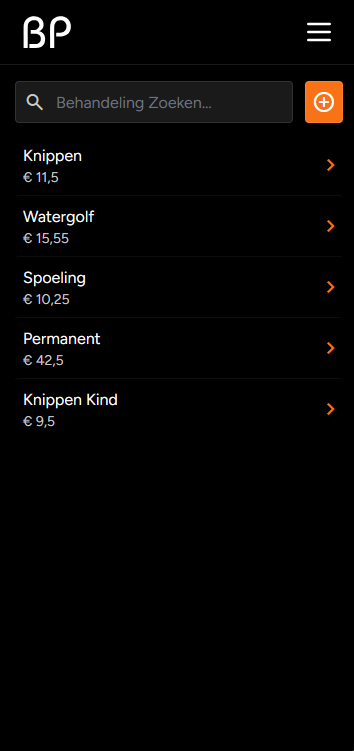 BP
Behandeling Zoeken...
Knippen
€ 11,5
Watergolf
€ 15,55
Spoeling
€ 10,25
Permanent
€ 42,5
Knippen Kind
€ 9,5